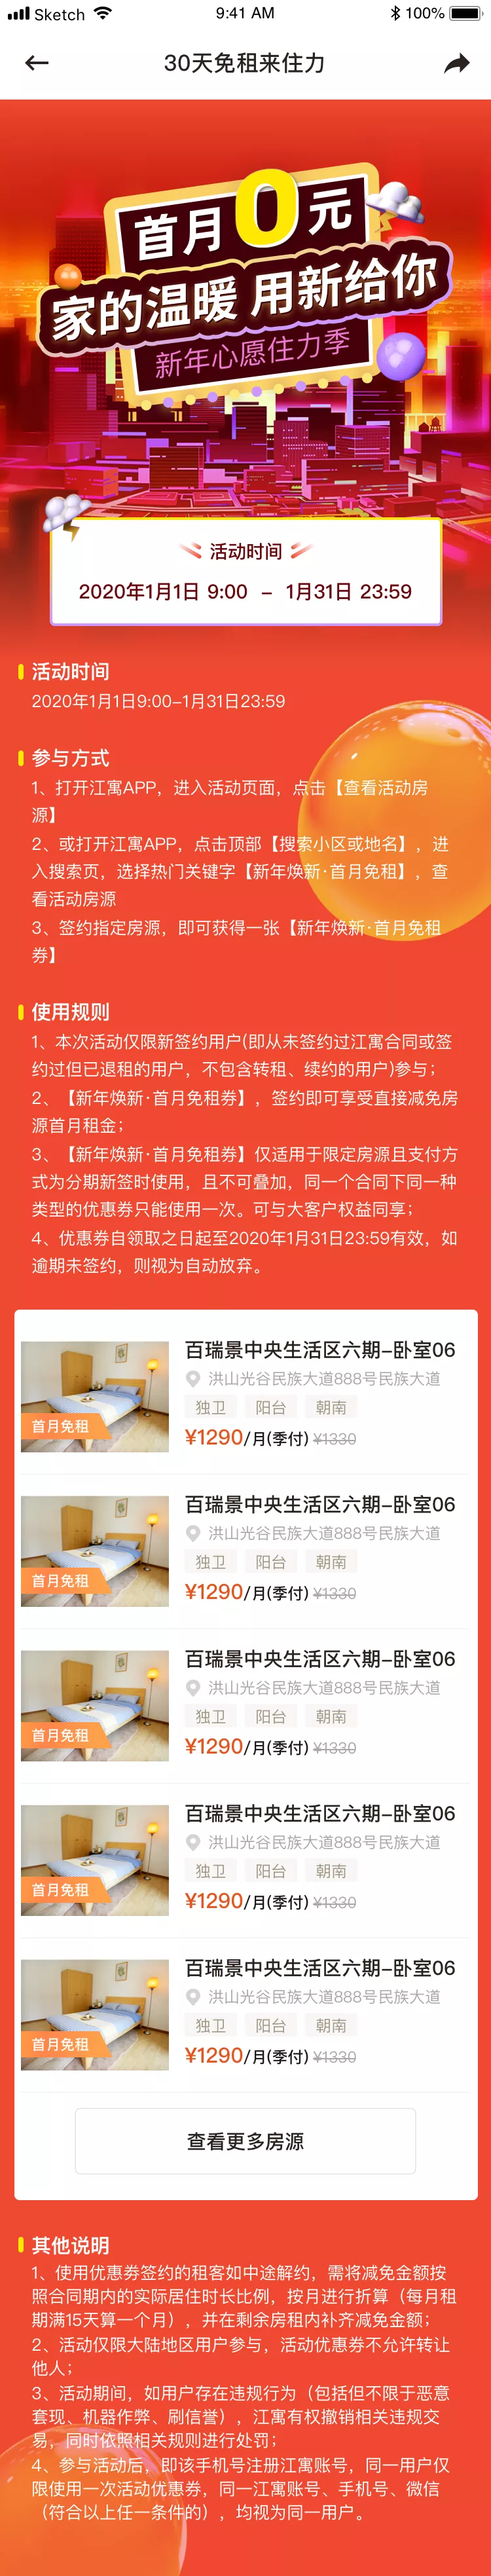 Sketch 9:41 AM 100%
30天免租来住力
首月0元
家的温暖 用新给你
新年心愿住力季
活动时间
2020年1月1日 9:00 – 1月31日 23:59
活动时间
2020年1月1日9:00–1月31日23:59
参与方式
1、打开江寓APP，进入活动页面，点击【查看活动房
源】
2、或打开江寓APP，点击顶部【搜索小区或地名】，进
入搜索页，选择热门关键字【新年焕新·首月免租】，查
看活动房源
3、签约指定房源，即可获得一张【新年焕新·首月免租
券】
使用规则
1、本次活动仅限新签约用户(即从未签约过江寓合同或签
约过但已退租的用户，不包含转租、续约的用户)参与；
2、【新年焕新·首月免租券】，签约即可享受直接减免房
源首月租金；
3、【新年焕新·首月免租券】仅适用于限定房源且支付方
式为分期新签时使用，且不可叠加，同一个合同下同一种
类型的优惠券只能使用一次。可与大客户权益同享；
4、优惠券自领取之日起至2020年1月31日23:59有效，如
逾期未签约，则视为自动放弃。
百瑞景中央生活区六期–卧室06
洪山光谷民族大道888号民族大道
独卫 阳台 朝南
首月免租
¥1290/月(季付) ¥1330
百瑞景中央生活区六期–卧室06
洪山光谷民族大道888号民族大道
独卫 阳台 朝南
首月免租
¥1290/月(季付) ¥1330
百瑞景中央生活区六期–卧室06
洪山光谷民族大道888号民族大道
独卫 阳台 朝南
首月免租
¥1290/月(季付) ¥1330
百瑞景中央生活区六期–卧室06
洪山光谷民族大道888号民族大道
独卫 阳台 朝南
首月免租
¥1290/月(季付) ¥1330
百瑞景中央生活区六期–卧室06
洪山光谷民族大道888号民族大道
独卫 阳台 朝南
首月免租
¥1290/月(季付) ¥1330
查看更多房源
其他说明
1、使用优惠券签约的租客如中途解约，需将减免金额按
照合同期内的实际居住时长比例，按月进行折算（每月租
期满15天算一个月），并在剩余房租内补齐减免金额；
2、活动仅限大陆地区用户参与，活动优惠券不允许转让
他人；
3、活动期间，如用户存在违规行为（包括但不限于恶意
套现、机器作弊、刷信誉），江寓有权撤销相关违规交
易，同时依照相关规则进行处罚；
4、参与活动后，即该手机号注册江寓账号，同一用户仅
限使用一次活动优惠券，同一江寓账号、手机号、微信
（符合以上任一条件的），均视为同一用户。